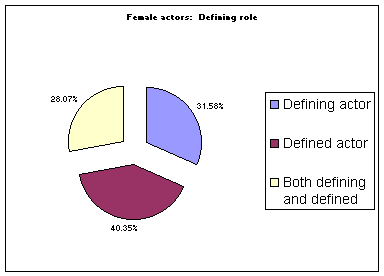 Female actors:  Defining role
28.07%
31.58%
40.35%
Defining actor
Defined actor
Both defining
and defined